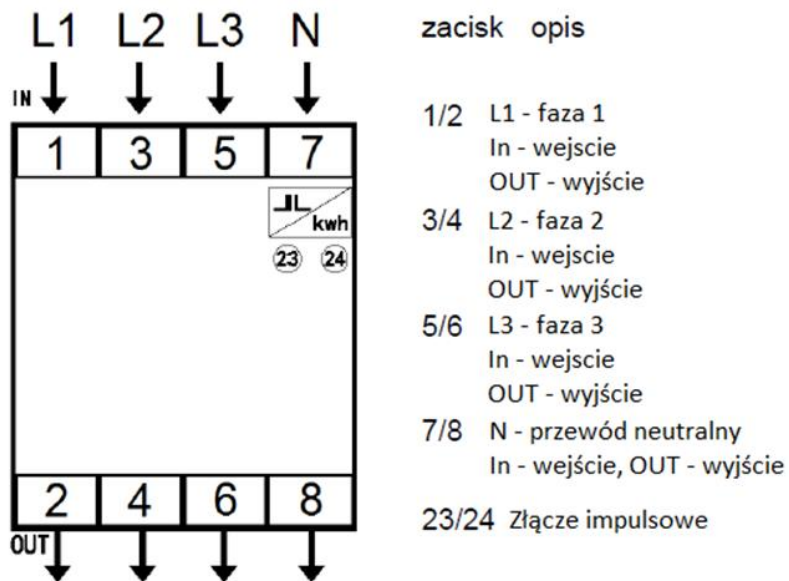 L1 L2 L3 N
IN
1 3 5 7
kwh
23 24
2 4 6 8
OUT
zacisk opis
1/2 L1 - faza 1
In - wejscie
OUT - wyjście
3/4 L2 - faza 2
In - wejscie
OUT - wyjście
5/6 L3 - faza 3
In - wejscie
OUT - wyjście
7/8 N - przewód neutralny
In - wejście, OUT - wyjście
23/24 Złącze impulsowe